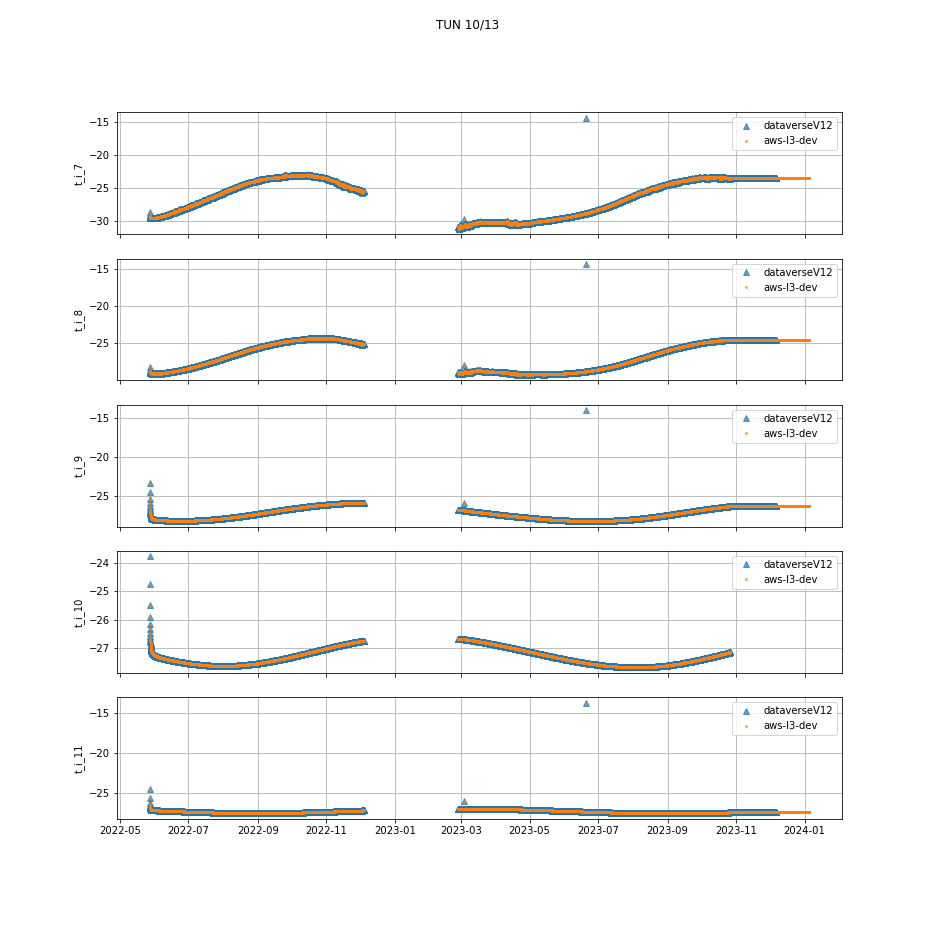 TUN 10/13
−15
−20
−25
−30
t_i_7
dataverseV12
aws-l3-dev
−15
−20
−25
t_i_8
dataverseV12
aws-l3-dev
−15
−20
−25
t_i_9
dataverseV12
aws-l3-dev
−24
−25
−26
−27
t_i_10
dataverseV12
aws-l3-dev
−15
−20
−25
t_i_11
dataverseV12
aws-l3-dev
2022-05 2022-07 2022-09 2022-11 2023-01 2023-03 2023-05 2023-07 2023-09 2023-11 2024-01